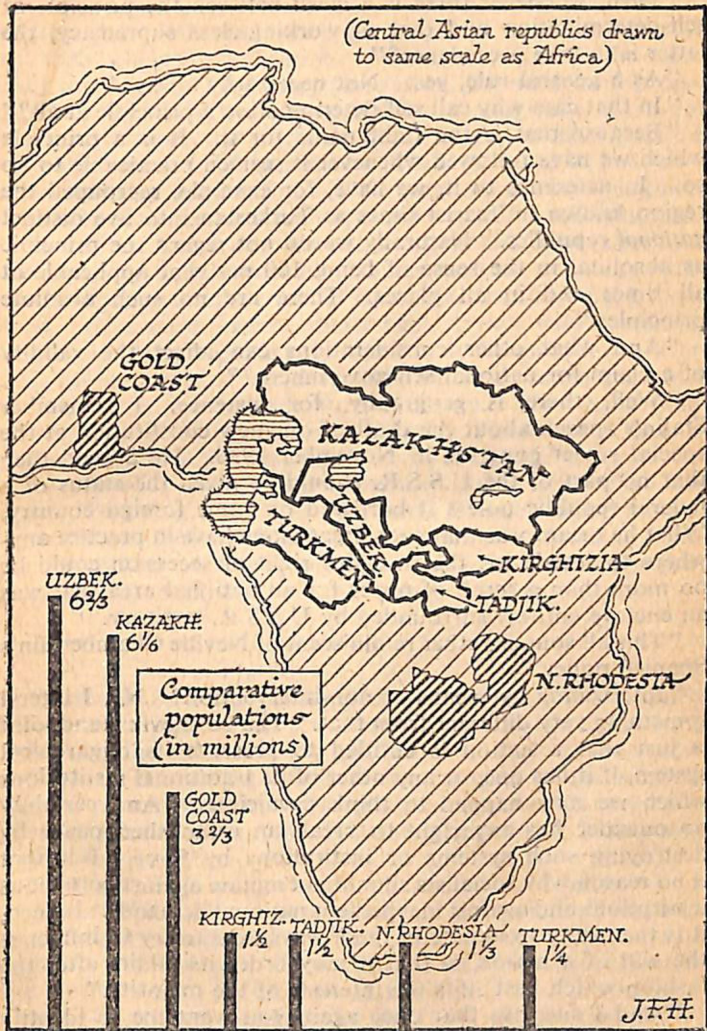 (Central Asian republics drawn
to same scale as Africa)
GOLD
COAST
KAZAKHSTAN
UZBEK.
TURKMEN.
KIRGHIZIA
TADJIK.
N.RHODESIA
UZBEK.
6⅔
KAZAKH.
6⅙
Comparative
populations
(in millions)
GOLD
COAST
3⅔
KIRGHIZ.
1½
TADJIK.
1½
N.RHODESIA
1⅓
TURKMEN.
1¼
J.F.H.